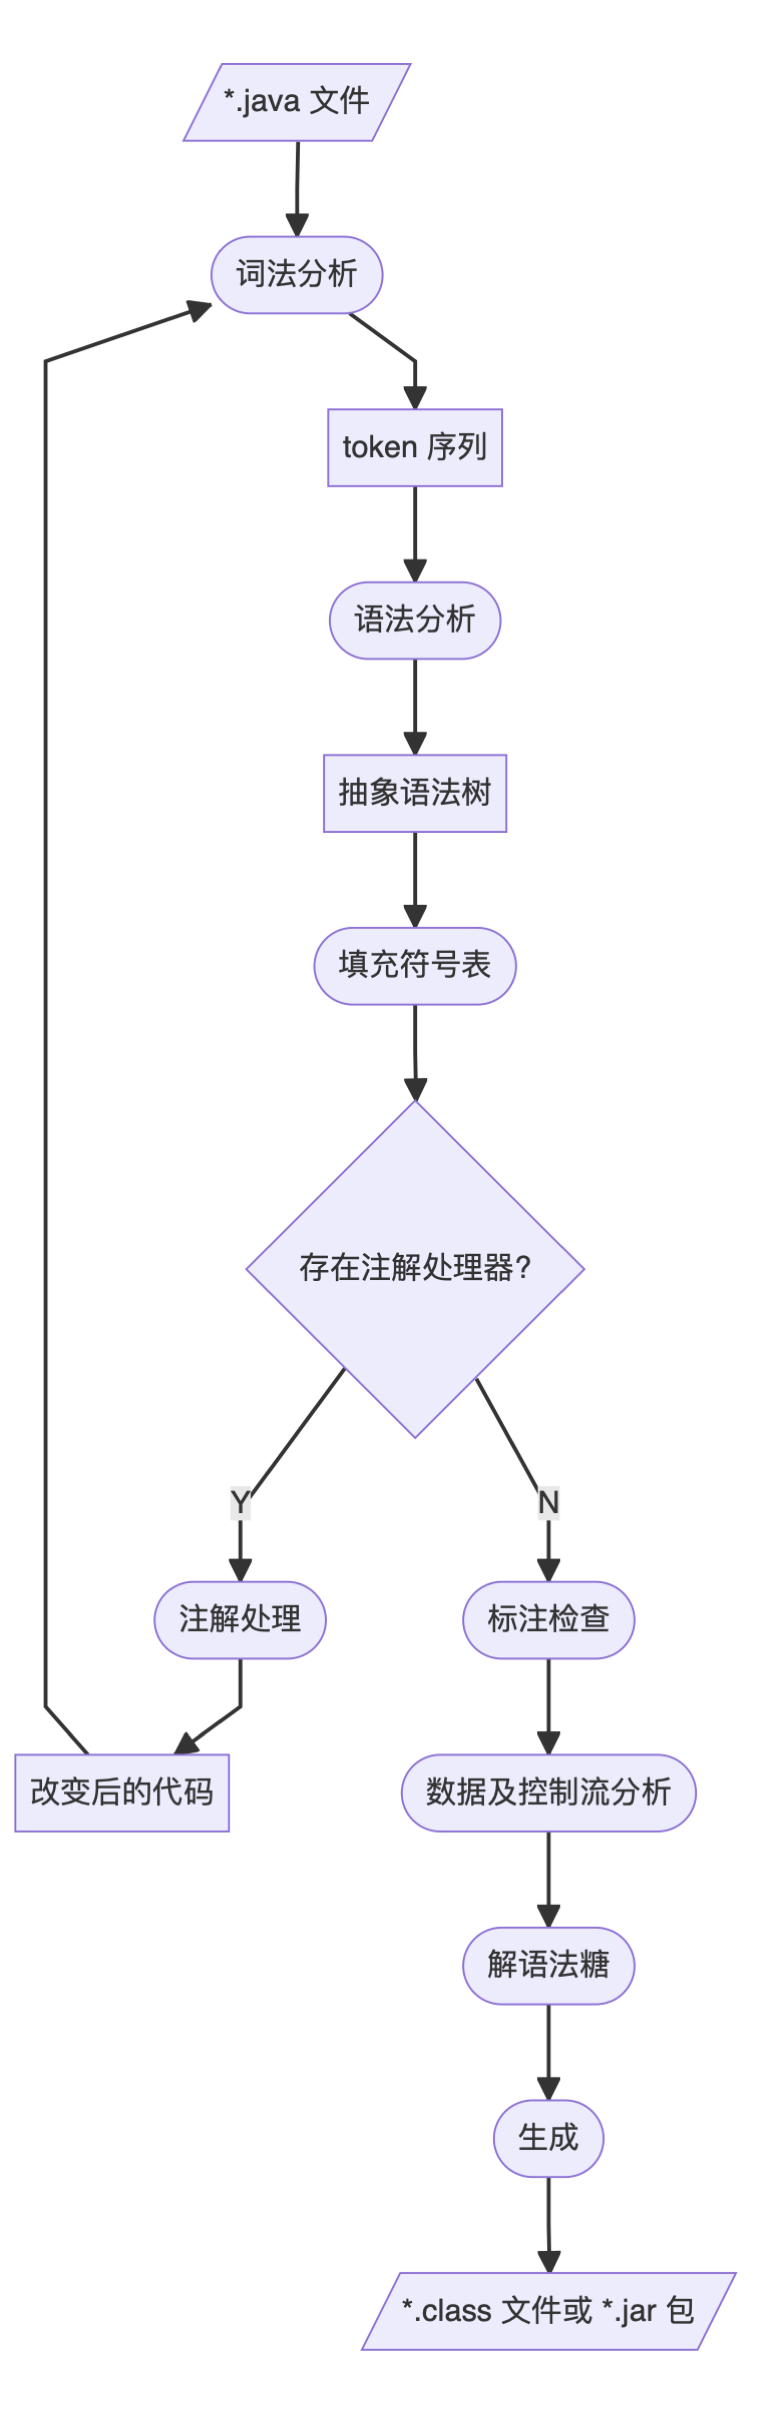 *.java 文件
词法分析
token 序列
语法分析
抽象语法树
填充符号表
存在注解处理器?
Y
N
注解处理
标注检查
改变后的代码
数据及控制流分析
解语法糖
生成
*.class 文件或 *.jar 包